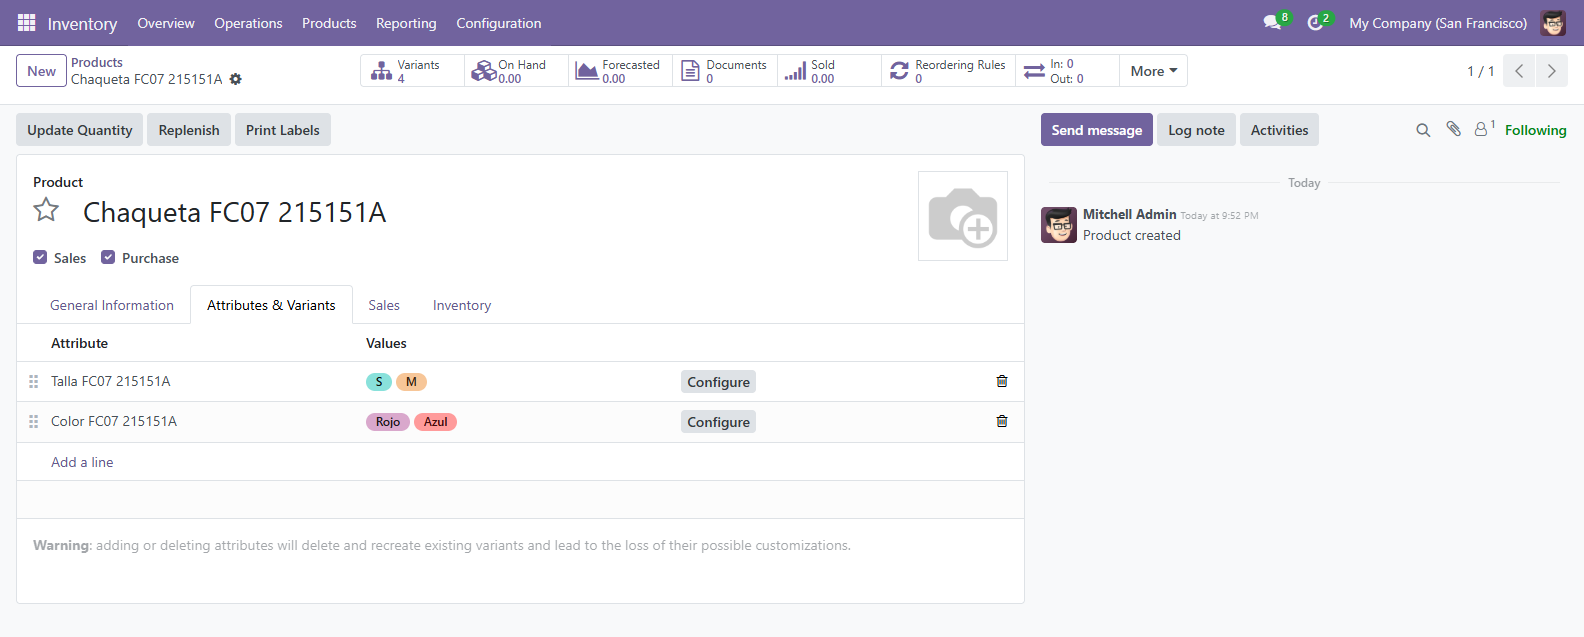 Inventory Overview Operations Products Reporting Configuration 8 2 My Company (San Francisco)
New Products Chaqueta FC07 215151A
Variants 4 On Hand 0.00 Forecasted 0.00 Documents 0 Sold 0.00 Reordering Rules 0 In: 0 Out: 0 More 1 / 1
Update Quantity Replenish Print Labels Send message Log note Activities 1 Following
Product
Chaqueta FC07 215151A
Sales Purchase
General Information Attributes & Variants Sales Inventory
Attribute Values
Talla FC07 215151A S M Configure
Color FC07 215151A Rojo Azul Configure
Add a line
Warning: adding or deleting attributes will delete and recreate existing variants and lead to the loss of their possible customizations.
Today
Mitchell Admin Today at 9:52 PM
Product created